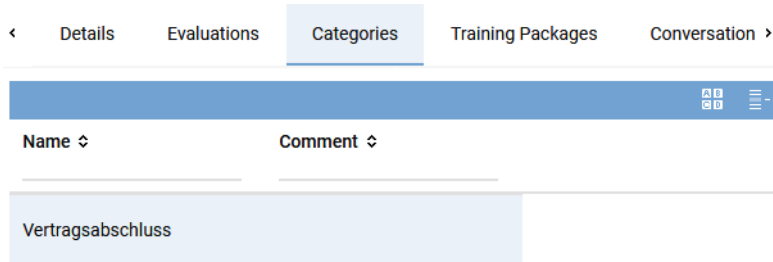 Details Evaluations Categories Training Packages Conversation
A B
C D
Name Comment
Vertragsabschluss